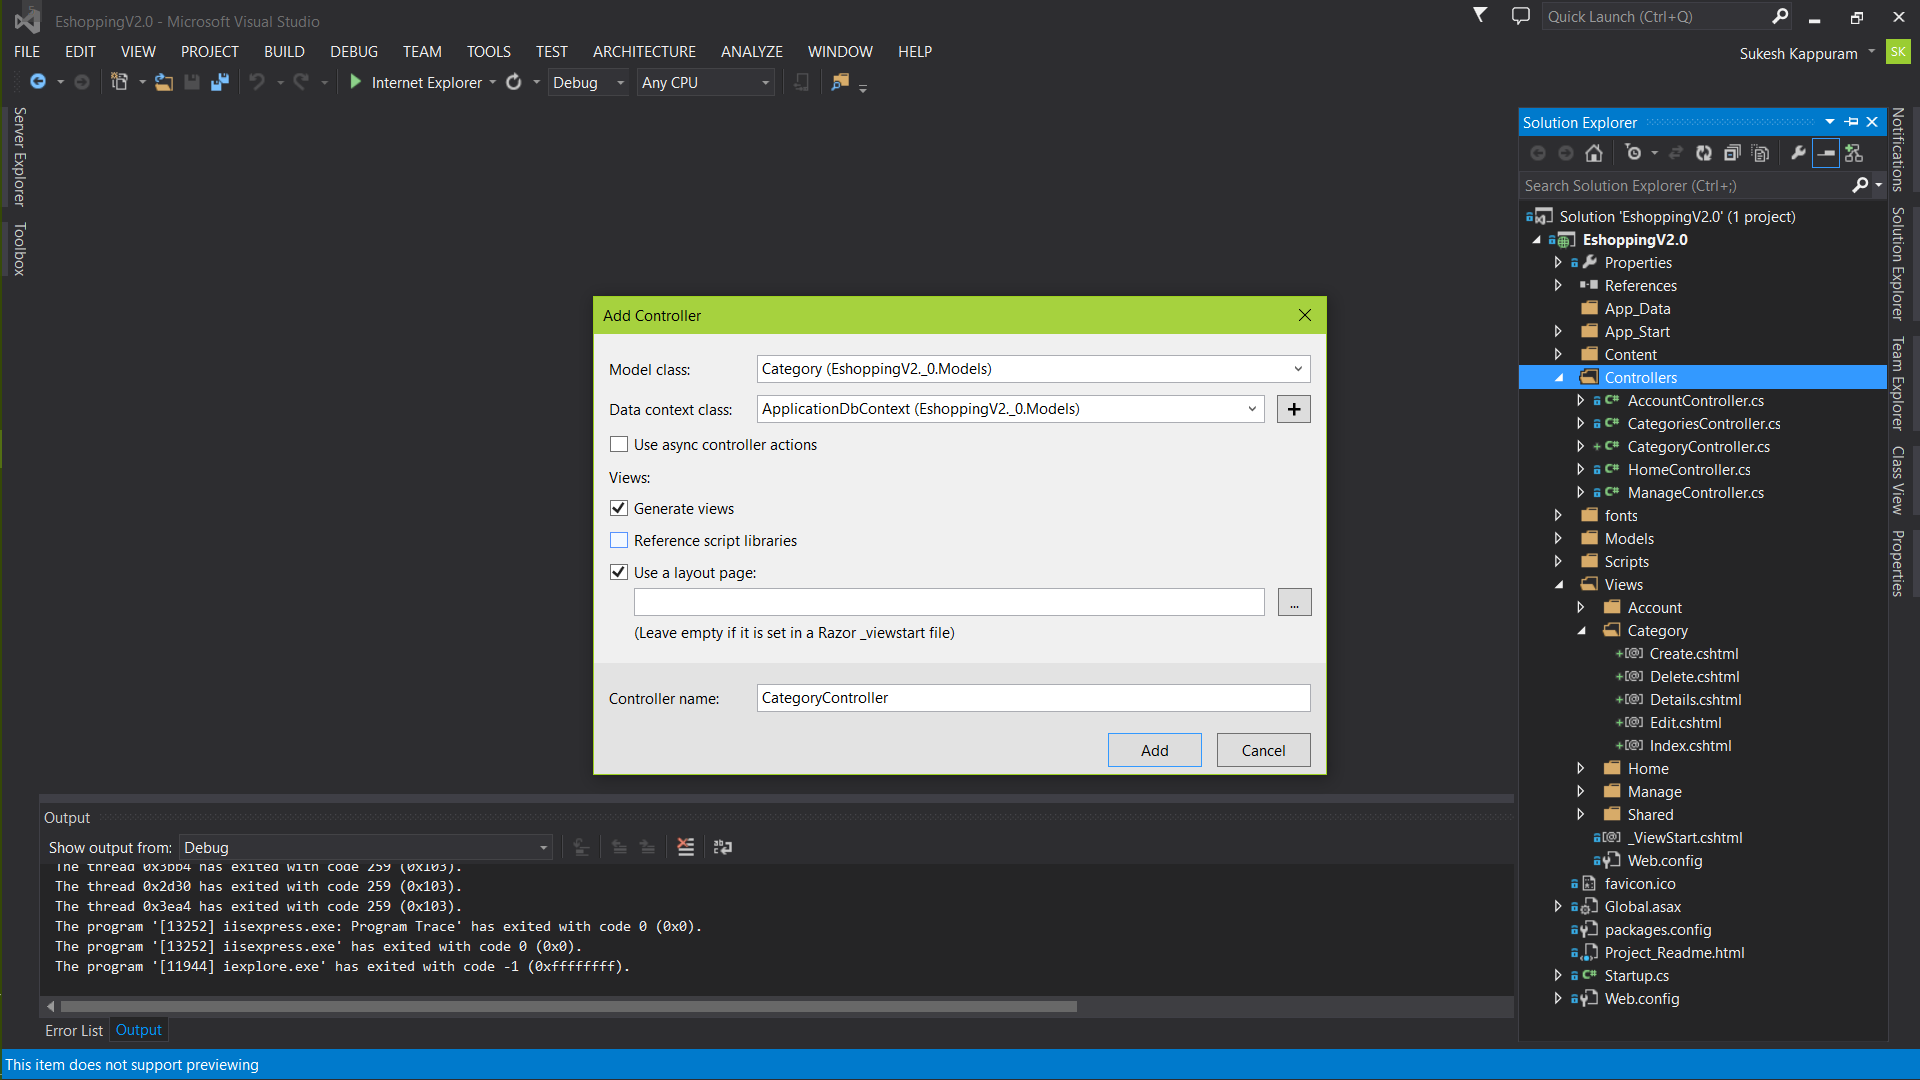 EshoppingV2.0 - Microsoft Visual Studio
Quick Launch (Ctrl+Q)
FILE EDIT VIEW PROJECT BUILD DEBUG TEAM TOOLS TEST ARCHITECTURE ANALYZE WINDOW HELP
Sukesh Kappuram SK
Internet Explorer Debug Any CPU
Server Explorer
Toolbox
Solution Explorer
Search Solution Explorer (Ctrl+;)
Solution 'EshoppingV2.0' (1 project)
EshoppingV2.0
Properties
References
App_Data
App_Start
Content
Controllers
AccountController.cs
CategoriesController.cs
CategoryController.cs
HomeController.cs
ManageController.cs
fonts
Models
Scripts
Views
Account
Category
Create.cshtml
Delete.cshtml
Details.cshtml
Edit.cshtml
Index.cshtml
Home
Manage
Shared
_ViewStart.cshtml
Web.config
favicon.ico
Global.asax
packages.config
Project_Readme.html
Startup.cs
Web.config
Notifications
Solution Explorer
Team Explorer
Class View
Properties
Add Controller
Model class: Category (EshoppingV2._0.Models)
Data context class: ApplicationDbContext (EshoppingV2._0.Models)
Use async controller actions
Views:
Generate views
Reference script libraries
Use a layout page:
...
(Leave empty if it is set in a Razor _viewstart file)
Controller name: CategoryController
Add Cancel
Output
Show output from: Debug
The thread 0x3bb4 has exited with code 259 (0x103).
The thread 0x2d30 has exited with code 259 (0x103).
The thread 0x3ea4 has exited with code 259 (0x103).
The program '[13252] iisexpress.exe: Program Trace' has exited with code 0 (0x0).
The program '[13252] iisexpress.exe' has exited with code 0 (0x0).
The program '[11944] iexplore.exe' has exited with code -1 (0xffffffff).
Error List Output
This item does not support previewing